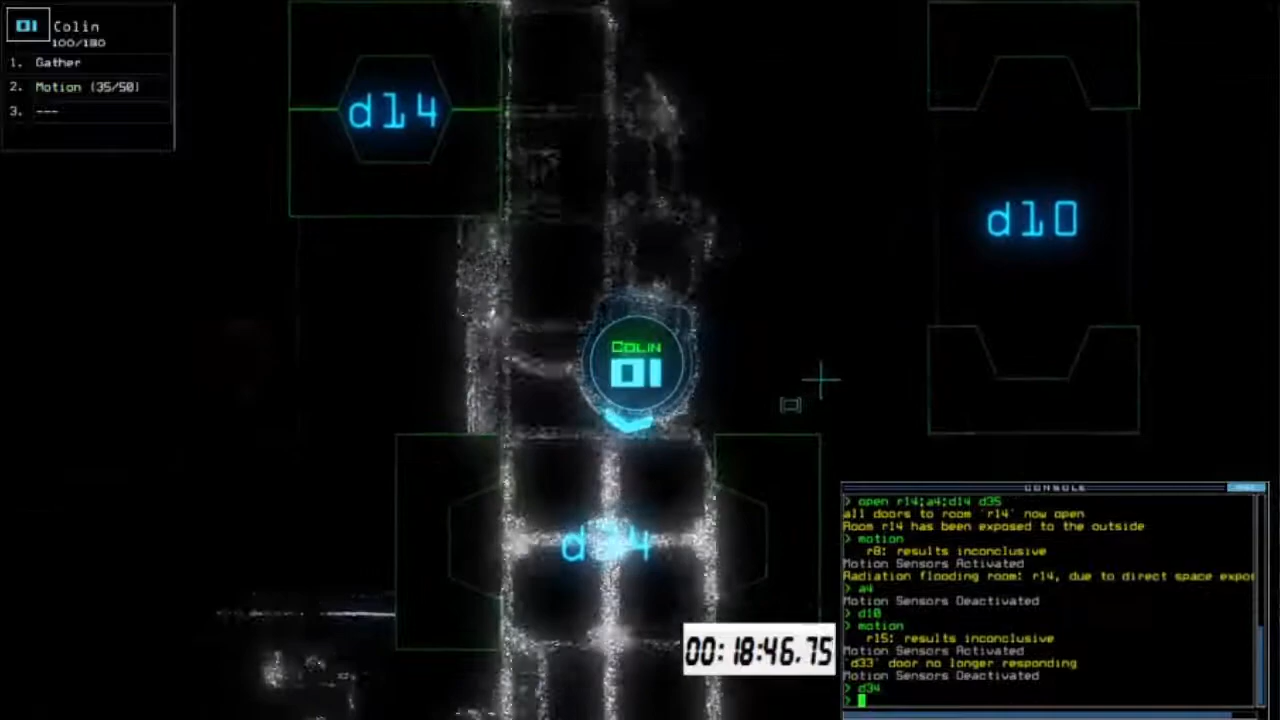 01 Colin
100/130
1. Gather
2. Motion (35/50)
3. ---
d14
d10
COLIN
01
d34
CONSOLE
> open r14;a4;d14 d35
all doors to room 'r14' now open
Room r14 has been exposed to the outside
> motion
r8: results inconclusive
Motion Sensors Activated
Radiation flooding room: r14, due to direct space expo
> a4
Motion Sensors Deactivated
> d10
> motion
r15: results inconclusive
Motion Sensors Activated
'd33' door no longer responding
Motion Sensors Deactivated
> d34
>
00:18:46.75